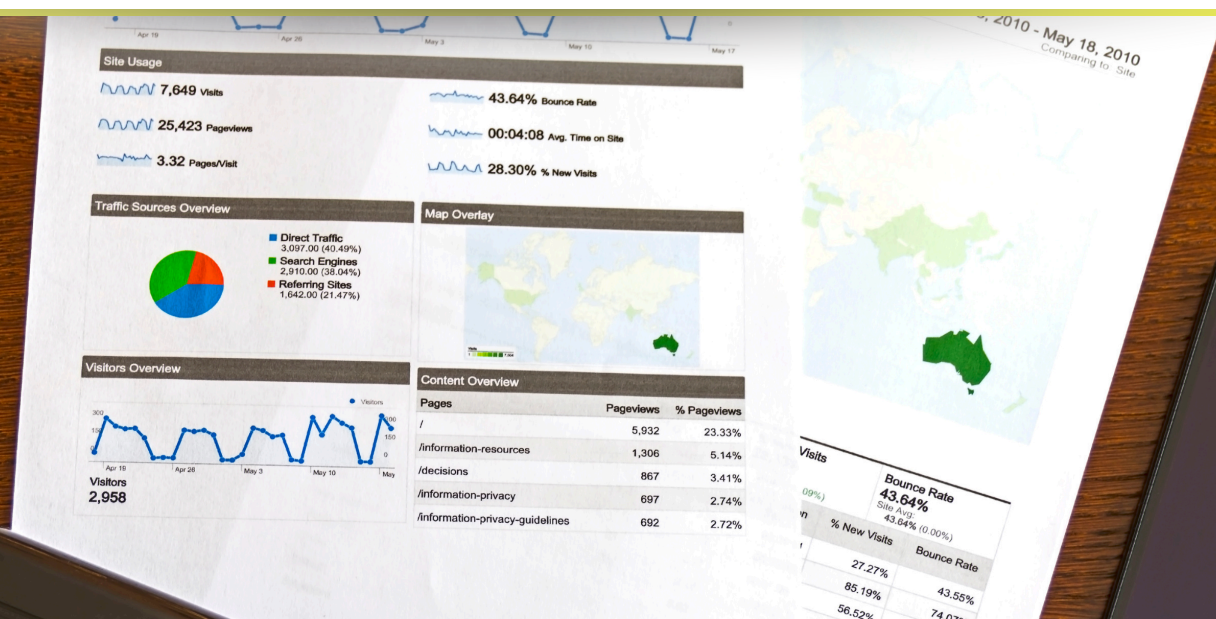 Apr 19 Apr 26 May 3 May 10 May 17
Site Usage
7,649 Visits
25,423 Pageviews
3.32 Pages/Visit
43.64% Bounce Rate
00:04:08 Avg. Time on Site
28.30% % New Visits
Traffic Sources Overview
Direct Traffic
3,097.00 (40.49%)
Search Engines
2,910.00 (38.04%)
Referring Sites
1,642.00 (21.47%)
Map Overlay
Visitors Overview
Visitors
300
150
0
300
150
0
Apr 19 Apr 26 May 3 May 10 May
Visitors
2,958
Content Overview
Pages Pageviews % Pageviews
/ 5,932 23.33%
/information-resources 1,306 5.14%
/decisions 867 3.41%
/information-privacy 697 2.74%
/information-privacy-guidelines 692 2.72%
2010 - May 18, 2010
Comparing to Site
Visits
09%)
Bounce Rate
43.64%
Site Avg:
43.64% (0.00%)
% New Visits Bounce Rate
27.27% 43.55%
85.19%
56.52%